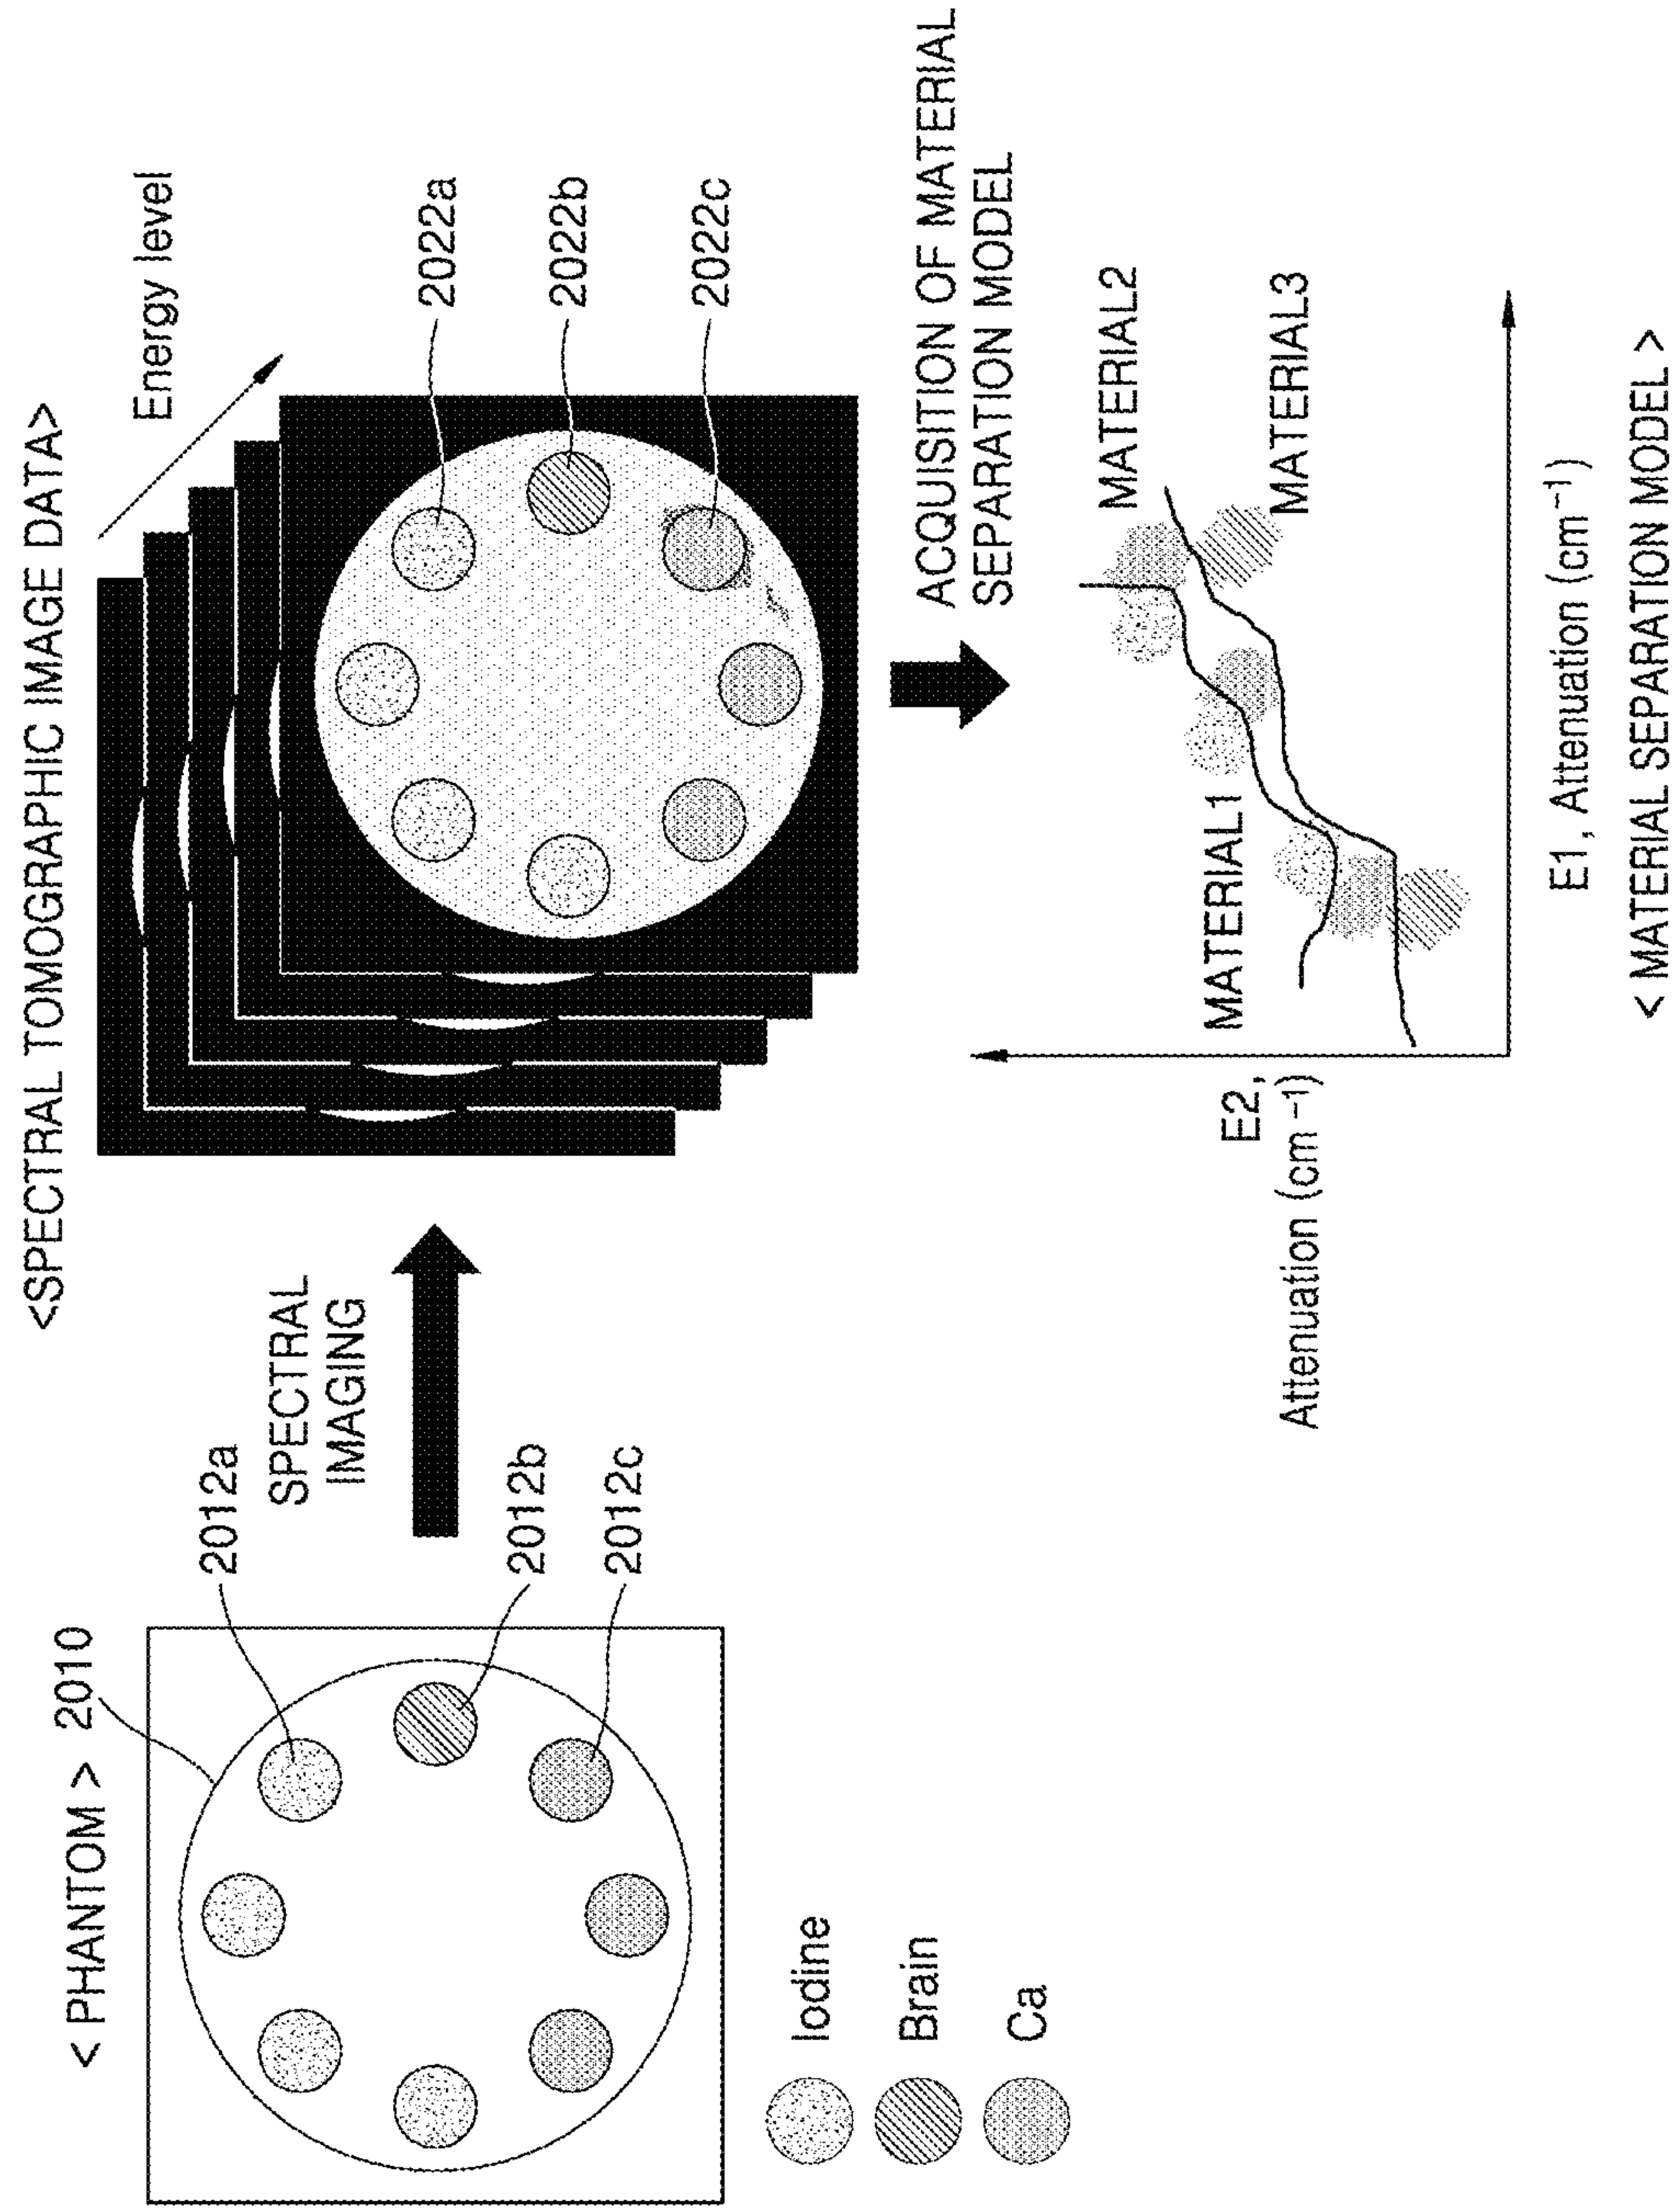 < PHANTOM > 2010
2012a
2012b
2012c
Iodine
Brain
Ca
SPECTRAL
IMAGING
<SPECTRAL TOMOGRAPHIC IMAGE DATA>
Energy level
2022a
2022b
2022c
ACQUISITION OF MATERIAL
SEPARATION MODEL
MATERIAL1
MATERIAL2
MATERIAL3
E2,
Attenuation (cm⁻¹)
E1, Attenuation (cm⁻¹)
< MATERIAL SEPARATION MODEL >